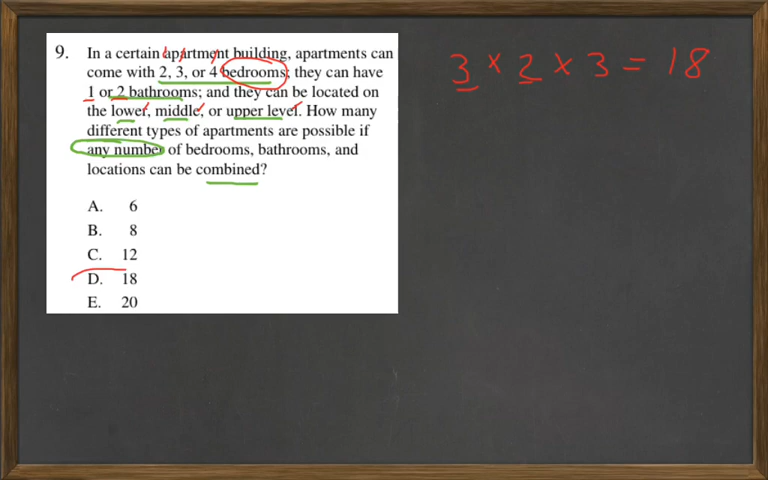 9. In a certain apartment building, apartments can
come with 2, 3, or 4 bedrooms; they can have
1 or 2 bathrooms; and they can be located on
the lower, middle, or upper level. How many
different types of apartments are possible if
any number of bedrooms, bathrooms, and
locations can be combined?
A. 6
B. 8
C. 12
D. 18
E. 20
3 × 2 × 3 = 18